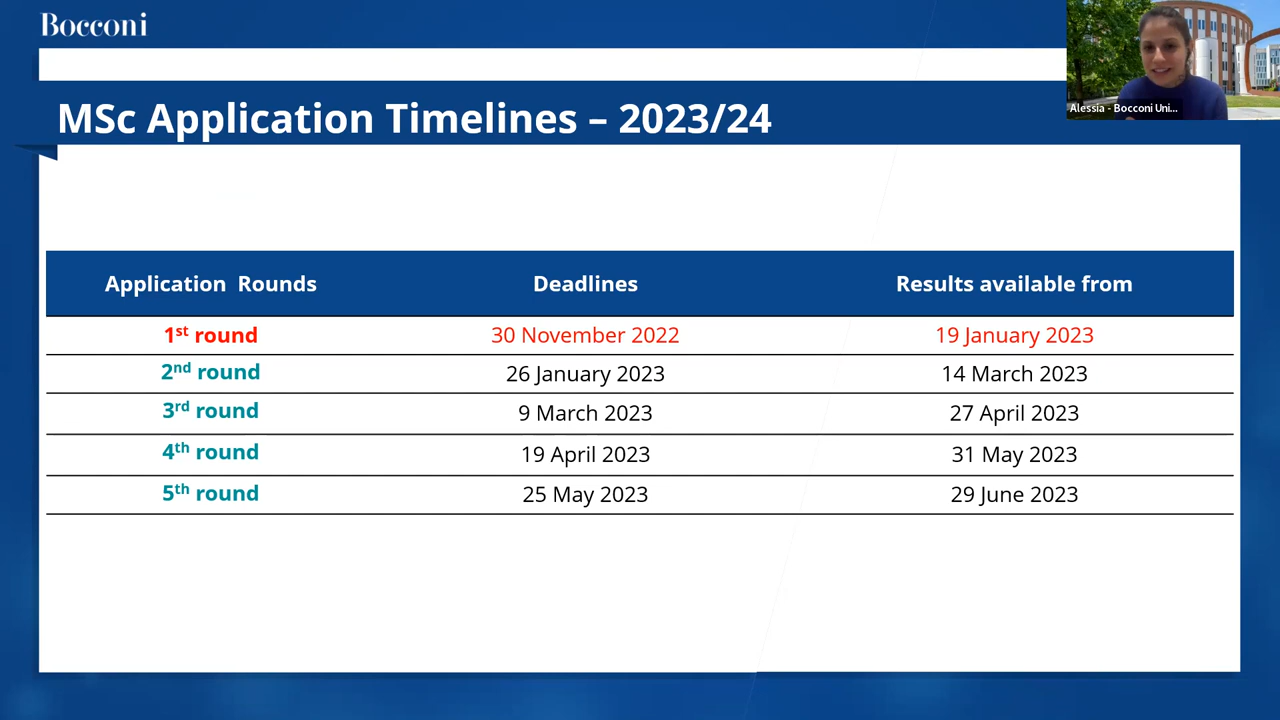 Bocconi
Alessia - Bocconi Uni...
MSc Application Timelines – 2023/24
Application Rounds Deadlines Results available from
1st round 30 November 2022 19 January 2023
2nd round 26 January 2023 14 March 2023
3rd round 9 March 2023 27 April 2023
4th round 19 April 2023 31 May 2023
5th round 25 May 2023 29 June 2023